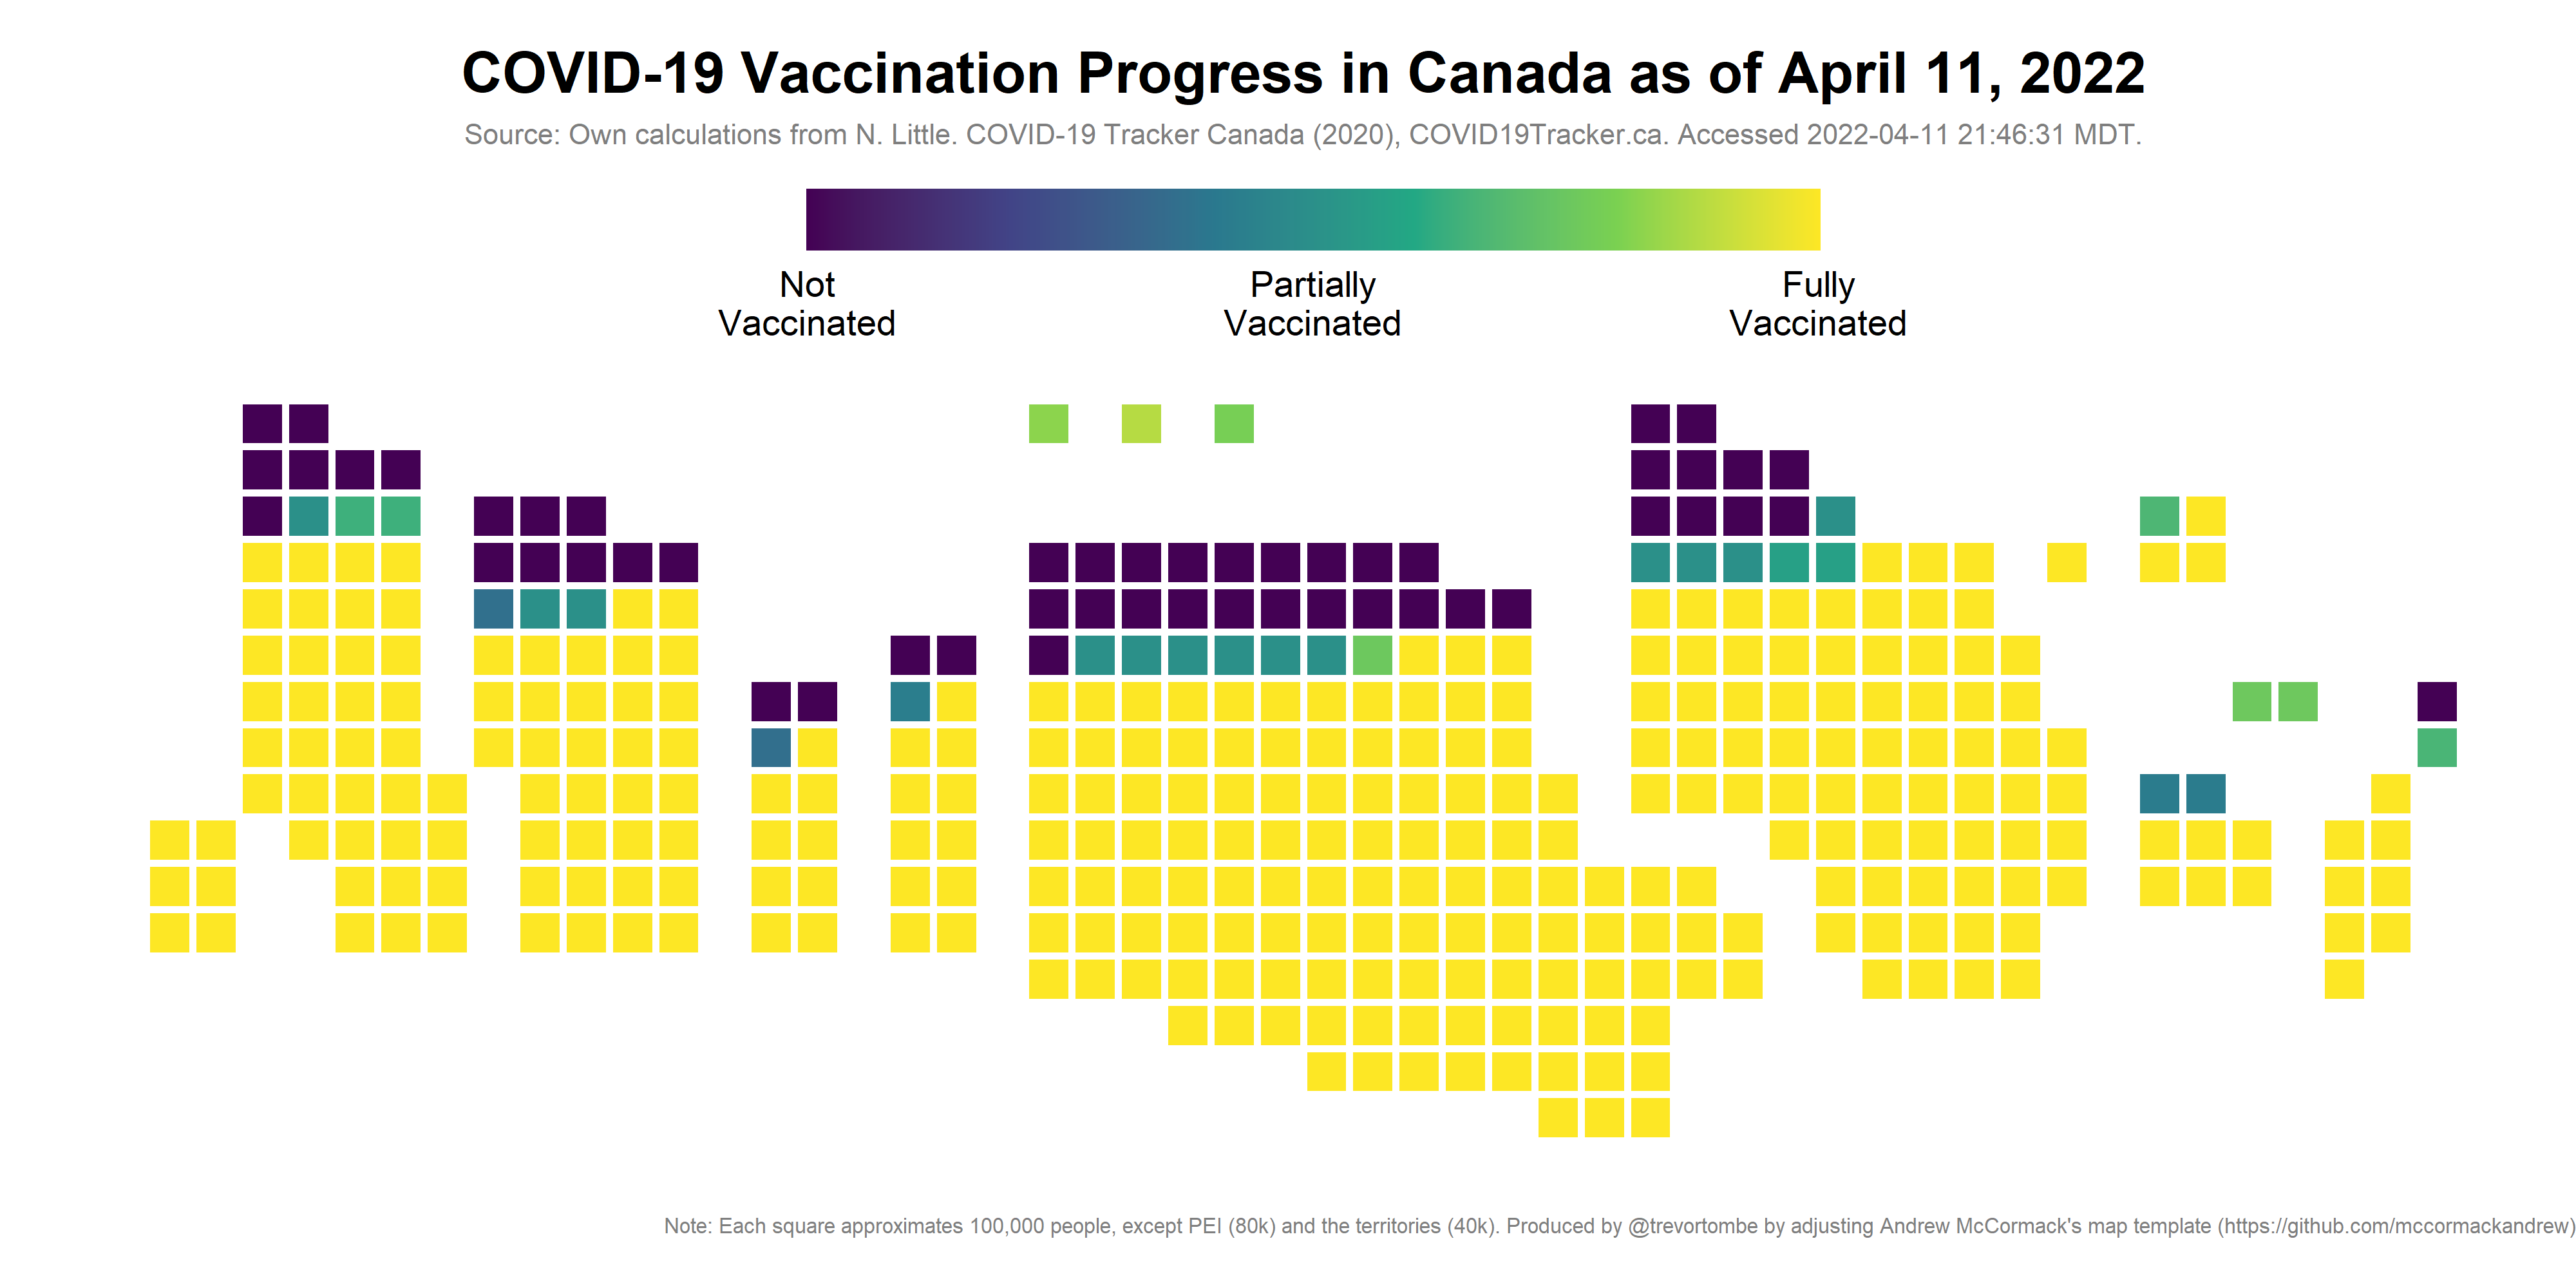 COVID-19 Vaccination Progress in Canada as of April 11, 2022
Source: Own calculations from N. Little. COVID-19 Tracker Canada (2020), COVID19Tracker.ca. Accessed 2022-04-11 21:46:31 MDT.
Not
Vaccinated
Partially
Vaccinated
Fully
Vaccinated
Note: Each square approximates 100,000 people, except PEI (80k) and the territories (40k). Produced by @trevortombe by adjusting Andrew McCormack's map template (https://github.com/mccormackandrew)